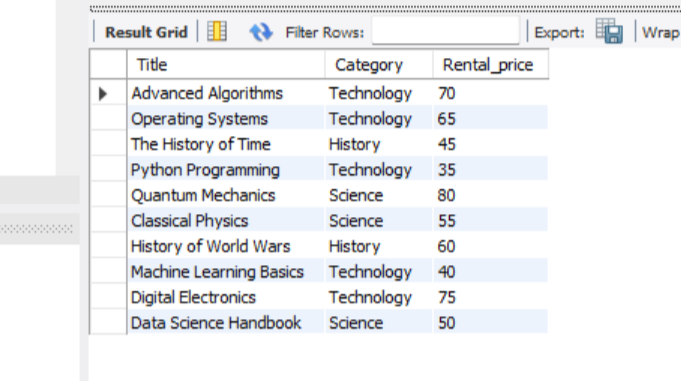 Result Grid Filter Rows: Export: Wrap
Title Category Rental_price
Advanced Algorithms Technology 70
Operating Systems Technology 65
The History of Time History 45
Python Programming Technology 35
Quantum Mechanics Science 80
Classical Physics Science 55
History of World Wars History 60
Machine Learning Basics Technology 40
Digital Electronics Technology 75
Data Science Handbook Science 50